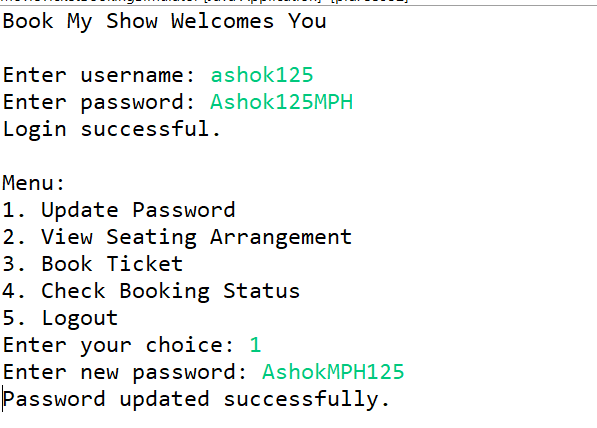 Book My Show Welcomes You
Enter username: ashok125
Enter password: Ashok125MPH
Login successful.
Menu:
1. Update Password
2. View Seating Arrangement
3. Book Ticket
4. Check Booking Status
5. Logout
Enter your choice: 1
Enter new password: AshokMPH125
Password updated successfully.